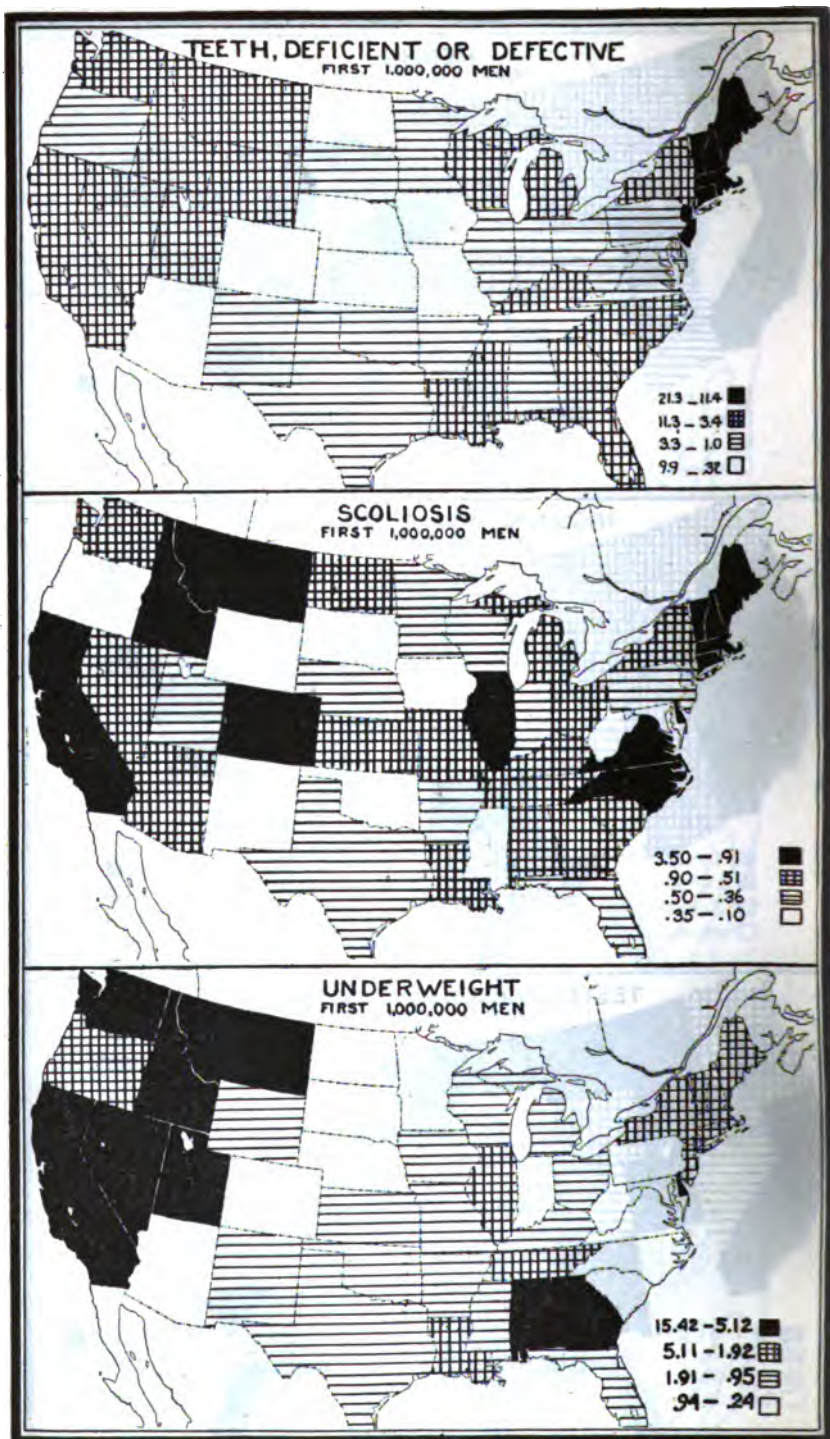 TEETH, DEFICIENT OR DEFECTIVE
FIRST 1.000,000 MEN
21.3 – 11.4
11.3 – 3.4
3.3 – 1.0
9.9 – .32
SCOLIOSIS
FIRST 1,000,000 MEN
3.50 – .91
.90 – .51
.50 – .36
.35 – .10
UNDERWEIGHT
FIRST 1,000,000 MEN
15.42 – 5.12
5.11 – 1.92
1.91 – .95
.94 – .24